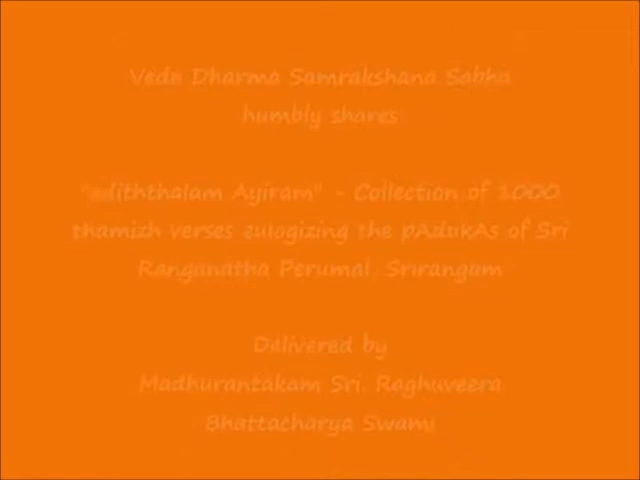 Veda Dharma Samrakshana Sabha
humbly shares
"adiththalam Ayiram" - Collection of 1000
thamizh verses eulogizing the pAdukAs of Sri
Ranganatha Perumal, Srirangam
Delivered by
Madhurantakam Sri. Raghuveera
Bhattacharya Swami